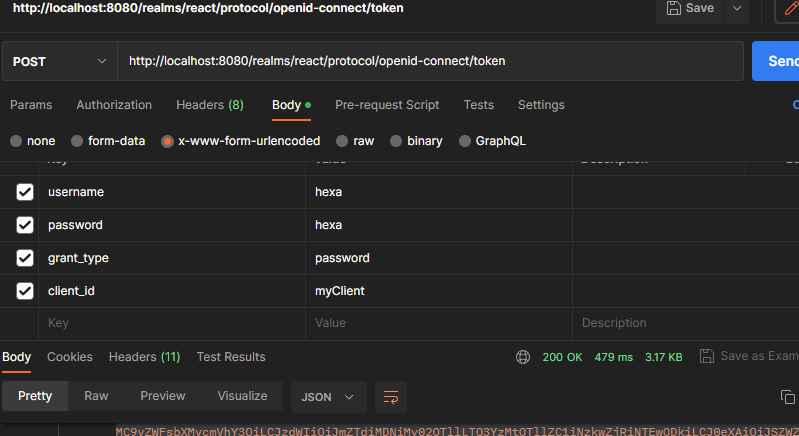 http://localhost:8080/realms/react/protocol/openid-connect/token Save
POST http://localhost:8080/realms/react/protocol/openid-connect/token Send
Params Authorization Headers (8) Body Pre-request Script Tests Settings
none form-data x-www-form-urlencoded raw binary GraphQL
Key Value Description
username hexa
password hexa
grant_type password
client_id myClient
Key Value Description
Body Cookies Headers (11) Test Results 200 OK 479 ms 3.17 KB Save as Exam
Pretty Raw Preview Visualize JSON